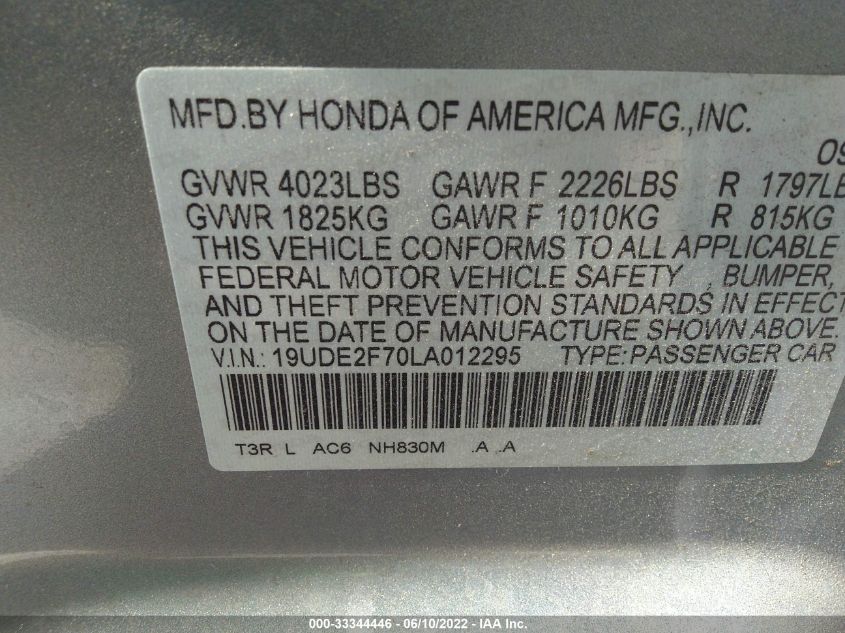 MFD.BY HONDA OF AMERICA MFG.,INC.
09
GVWR 4023LBS GAWR F 2226LBS R 1797LB
GVWR 1825KG GAWR F 1010KG R 815KG
THIS VEHICLE CONFORMS TO ALL APPLICABLE
FEDERAL MOTOR VEHICLE SAFETY , BUMPER,
AND THEFT PREVENTION STANDARDS IN EFFECT
ON THE DATE OF MANUFACTURE SHOWN ABOVE.
V.I.N.: 19UDE2F70LA012295 TYPE:PASSENGER CAR
T3R L AC6 NH830M .A .A
000-33344446 - 06/10/2022 - IAA Inc.